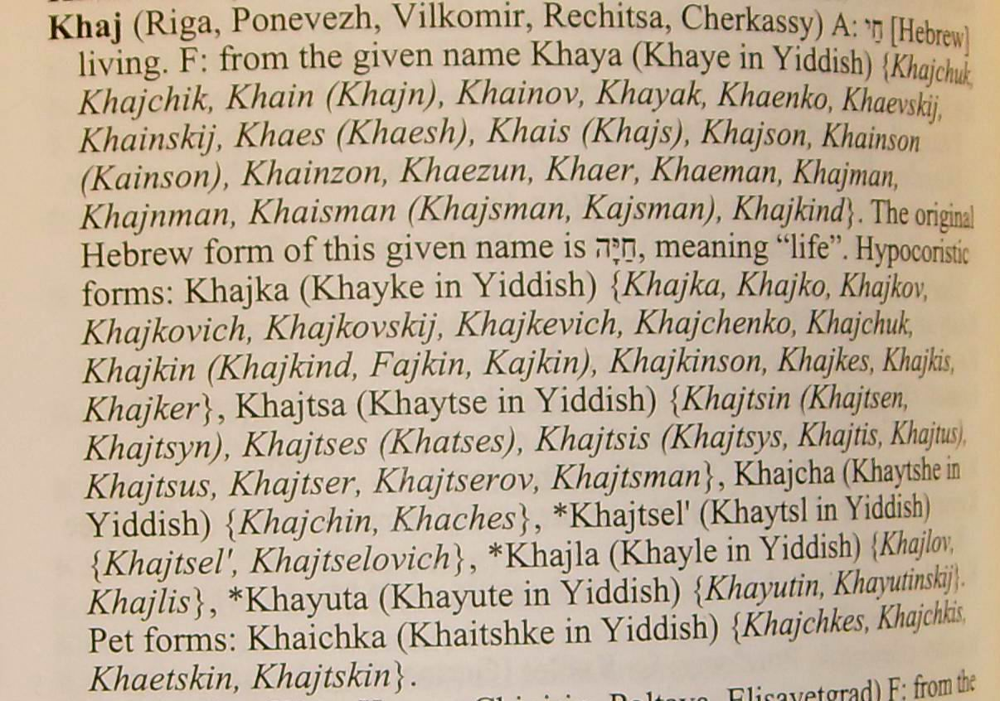 Khaj (Riga, Ponevezh, Vilkomir, Rechitsa, Cherkassy) A: חי [Hebrew]
living. F: from the given name Khaya (Khaye in Yiddish) {Khajchuk,
Khajchik, Khain (Khajn), Khainov, Khayak, Khaenko, Khaevskij,
Khainskij, Khaes (Khaesh), Khais (Khajs), Khajson, Khainson
(Kainson), Khainzon, Khaezun, Khaer, Khaeman, Khajman,
Khajnman, Khaisman (Khajsman, Kajsman), Khajkind}. The original
Hebrew form of this given name is חַיָּה, meaning “life”. Hypocoristic
forms: Khajka (Khayke in Yiddish) {Khajka, Khajko, Khajkov,
Khajkovich, Khajkovskij, Khajkevich, Khajchenko, Khajchuk,
Khajkin (Khajkind, Fajkin, Kajkin), Khajkinson, Khajkes, Khajkis,
Khajker}, Khajtsa (Khaytse in Yiddish) {Khajtsin (Khajtsen,
Khajtsyn), Khajtses (Khatses), Khajtsis (Khajtsys, Khajtis, Khajtus),
Khajtsus, Khajtser, Khajtserov, Khajtsman}, Khajcha (Khaytshe in
Yiddish) {Khajchin, Khaches}, *Khajtsel' (Khaytsl in Yiddish)
{Khajtsel', Khajtselovich}, *Khajla (Khayle in Yiddish) {Khajlov,
Khajlis}, *Khayuta (Khayute in Yiddish) {Khayutin, Khayutinskij}.
Pet forms: Khaichka (Khaitshke in Yiddish) {Khajchkes, Khajchkis,
Khaetskin, Khajtskin}.
Elisavetgrad) F: from the